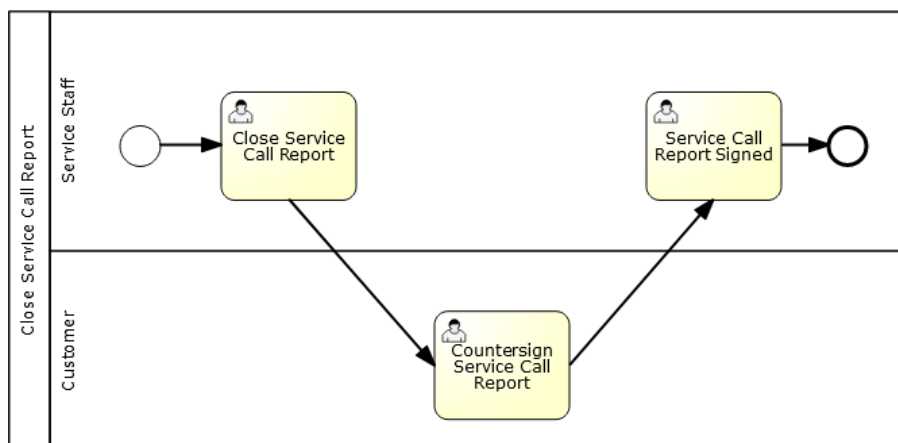 Close Service Call Report
Service Staff
Close Service
Call Report
Service Call
Report Signed
Customer
Countersign
Service Call
Report